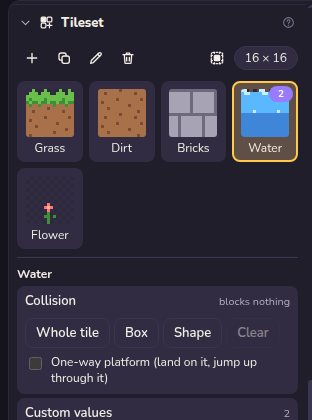 Tileset
16 × 16
2
Grass
Dirt
Bricks
Water
Flower
Water
Collision
blocks nothing
Whole tile
Box
Shape
Clear
One-way platform (land on it, jump up
through it)
Custom values
2